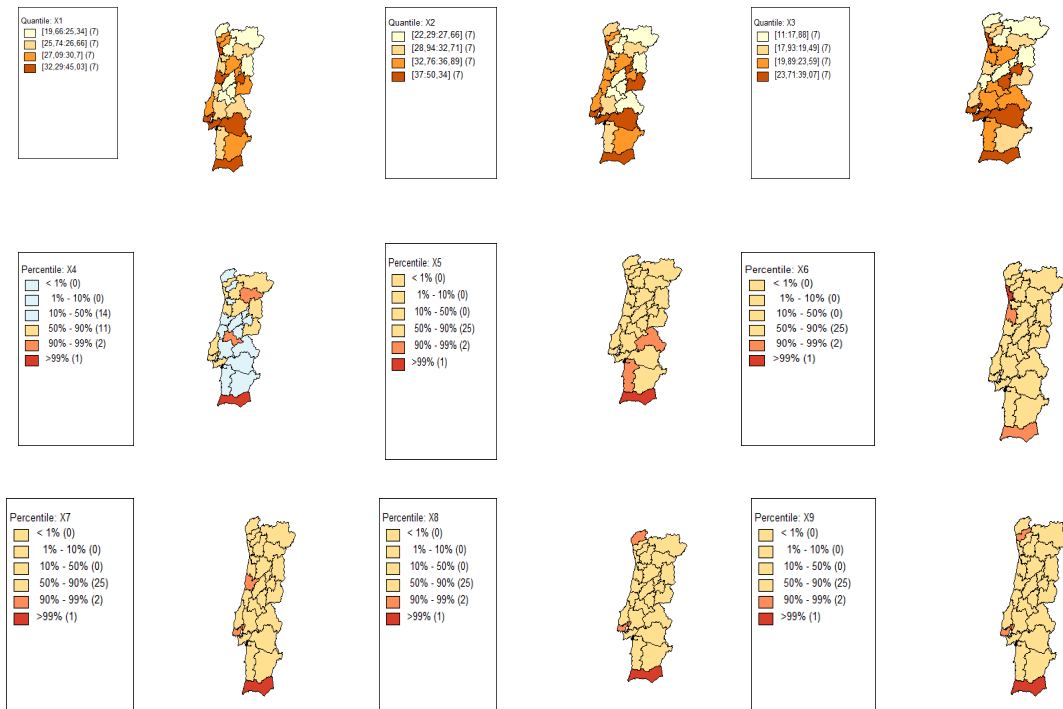 Quantile: X1
[19,66:25,34] (7)
[25,74:26,66] (7)
[27,09:30,7] (7)
[32,29:45,03] (7)
Quantile: X2
[22,29:27,66] (7)
[28,94:32,71] (7)
[32,76:36,89] (7)
[37:50,34] (7)
Quantile: X3
[11:17,88] (7)
[17,93:19,49] (7)
[19,89:23,59] (7)
[23,71:39,07] (7)
Percentile: X4
< 1% (0)
1% - 10% (0)
10% - 50% (14)
50% - 90% (11)
90% - 99% (2)
>99% (1)
Percentile: X5
< 1% (0)
1% - 10% (0)
10% - 50% (0)
50% - 90% (25)
90% - 99% (2)
>99% (1)
Percentile: X6
< 1% (0)
1% - 10% (0)
10% - 50% (0)
50% - 90% (25)
90% - 99% (2)
>99% (1)
Percentile: X7
< 1% (0)
1% - 10% (0)
10% - 50% (0)
50% - 90% (25)
90% - 99% (2)
>99% (1)
Percentile: X8
< 1% (0)
1% - 10% (0)
10% - 50% (0)
50% - 90% (25)
90% - 99% (2)
>99% (1)
Percentile: X9
< 1% (0)
1% - 10% (0)
10% - 50% (0)
50% - 90% (25)
90% - 99% (2)
>99% (1)